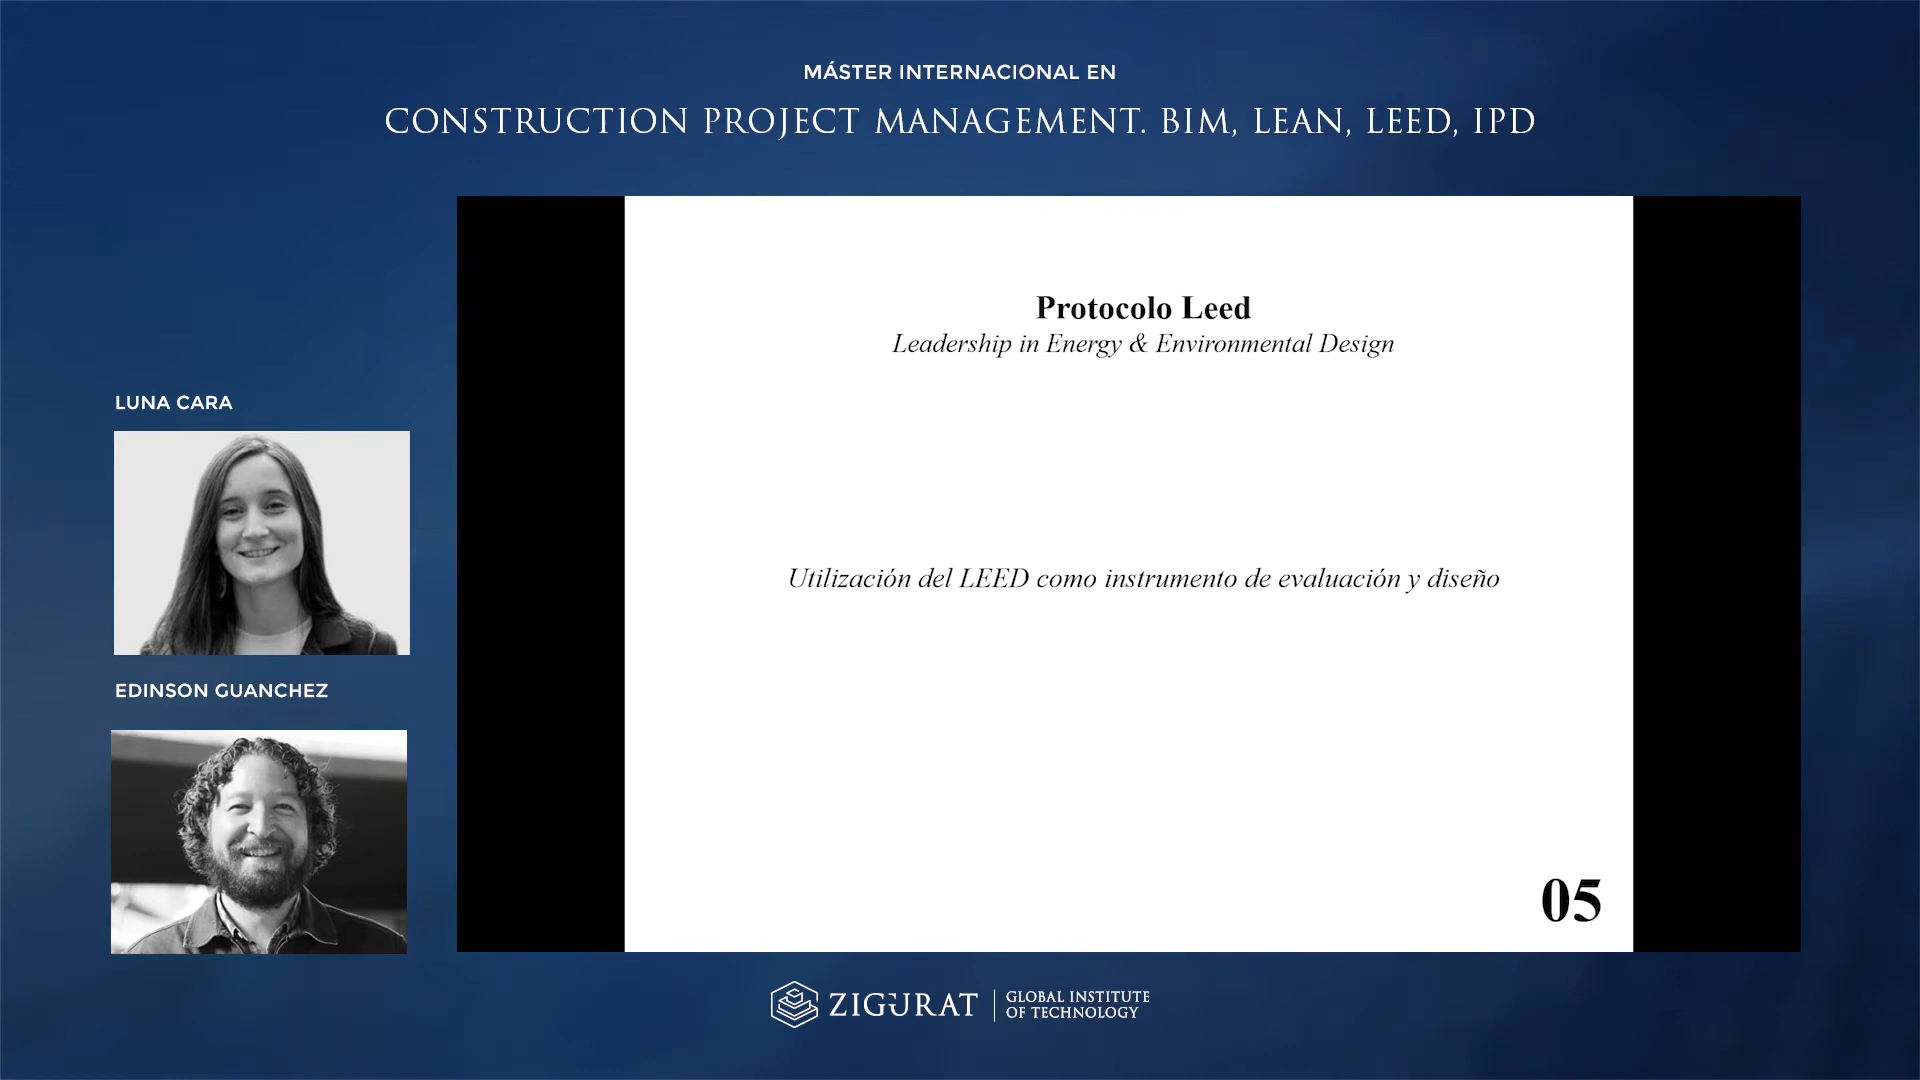 MÁSTER INTERNACIONAL EN
CONSTRUCTION PROJECT MANAGEMENT. BIM, LEAN, LEED, IPD
LUNA CARA
EDINSON GUANCHEZ
Protocolo Leed
Leadership in Energy & Environmental Design
Utilización del LEED como instrumento de evaluación y diseño
05
ZIGURAT
GLOBAL INSTITUTE
OF TECHNOLOGY